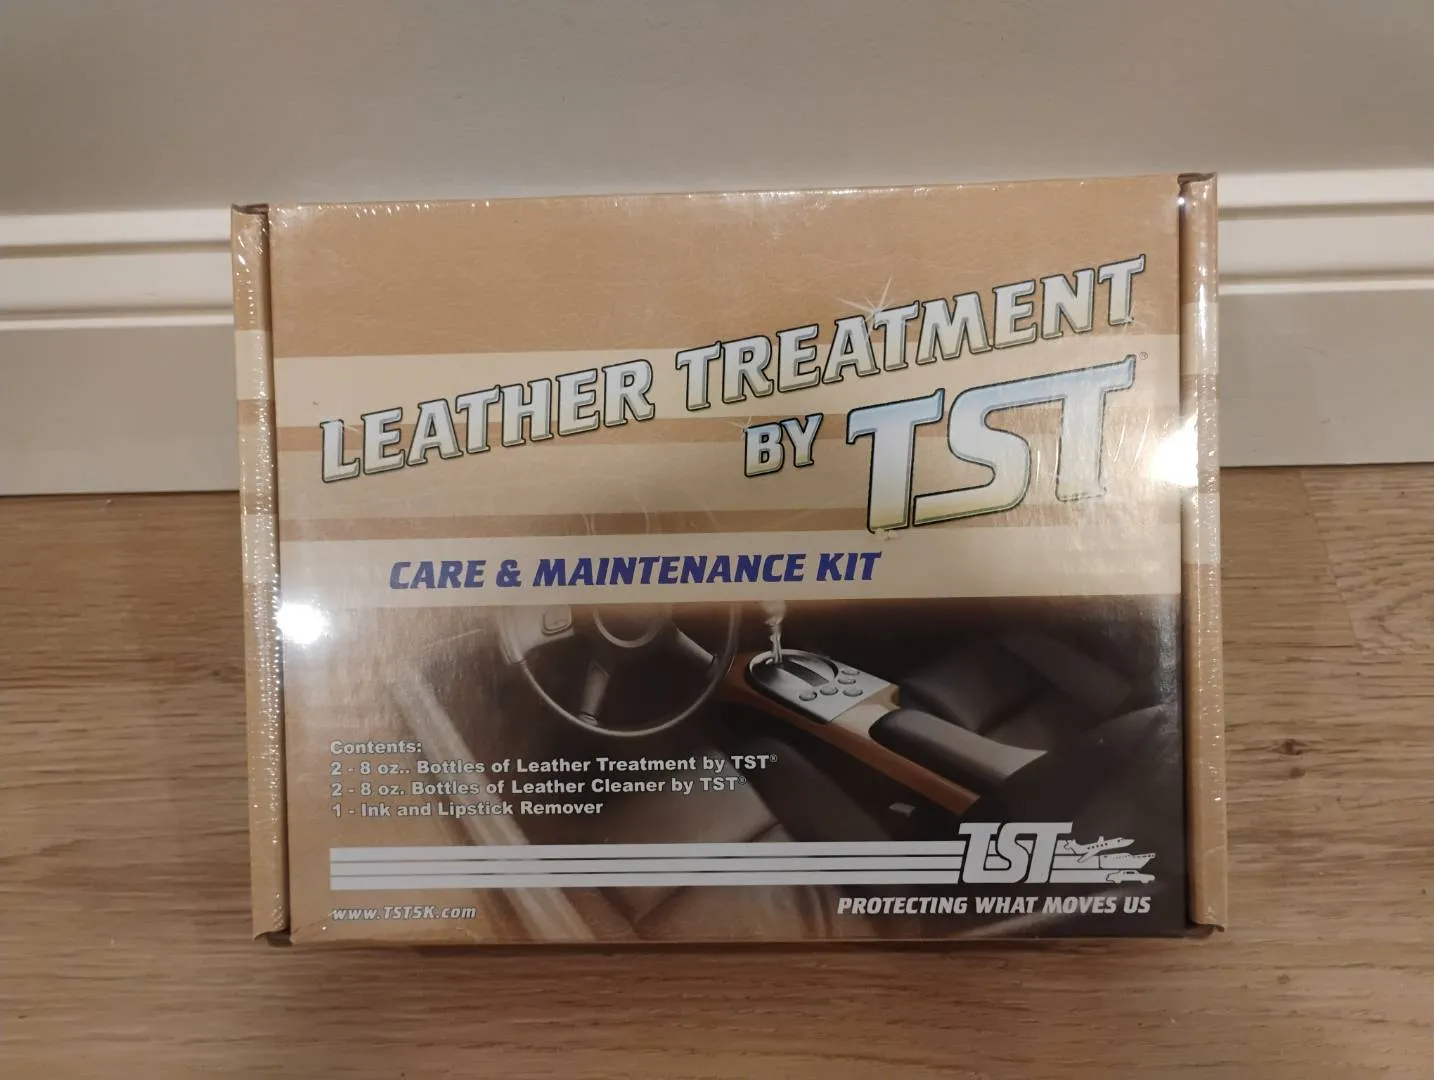 LEATHER TREATMENT
BY TST®
CARE & MAINTENANCE KIT
Contents:
2 - 8 oz.. Bottles of Leather Treatment by TST®
2 - 8 oz. Bottles of Leather Cleaner by TST®
1 - Ink and Lipstick Remover
TST
www.TST5K.com
PROTECTING WHAT MOVES US